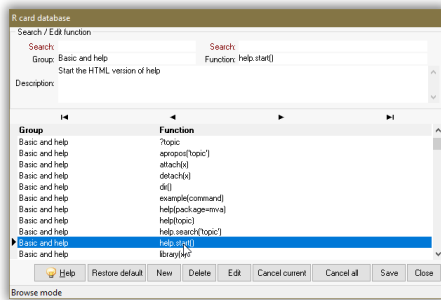 R card database
Search / Edit function
Search: Search:
Group: Basic and help Function: help.start()
Description: Start the HTML version of help
Group Function
Basic and help ?topic
Basic and help apropos('topic')
Basic and help attach(x)
Basic and help detach(x)
Basic and help dir()
Basic and help example(command)
Basic and help help(package=mva)
Basic and help help(topic)
Basic and help help.search('topic')
Basic and help help.start()
Basic and help
Help Restore default New Delete Edit Cancel current Cancel all Save Close
Browse mode